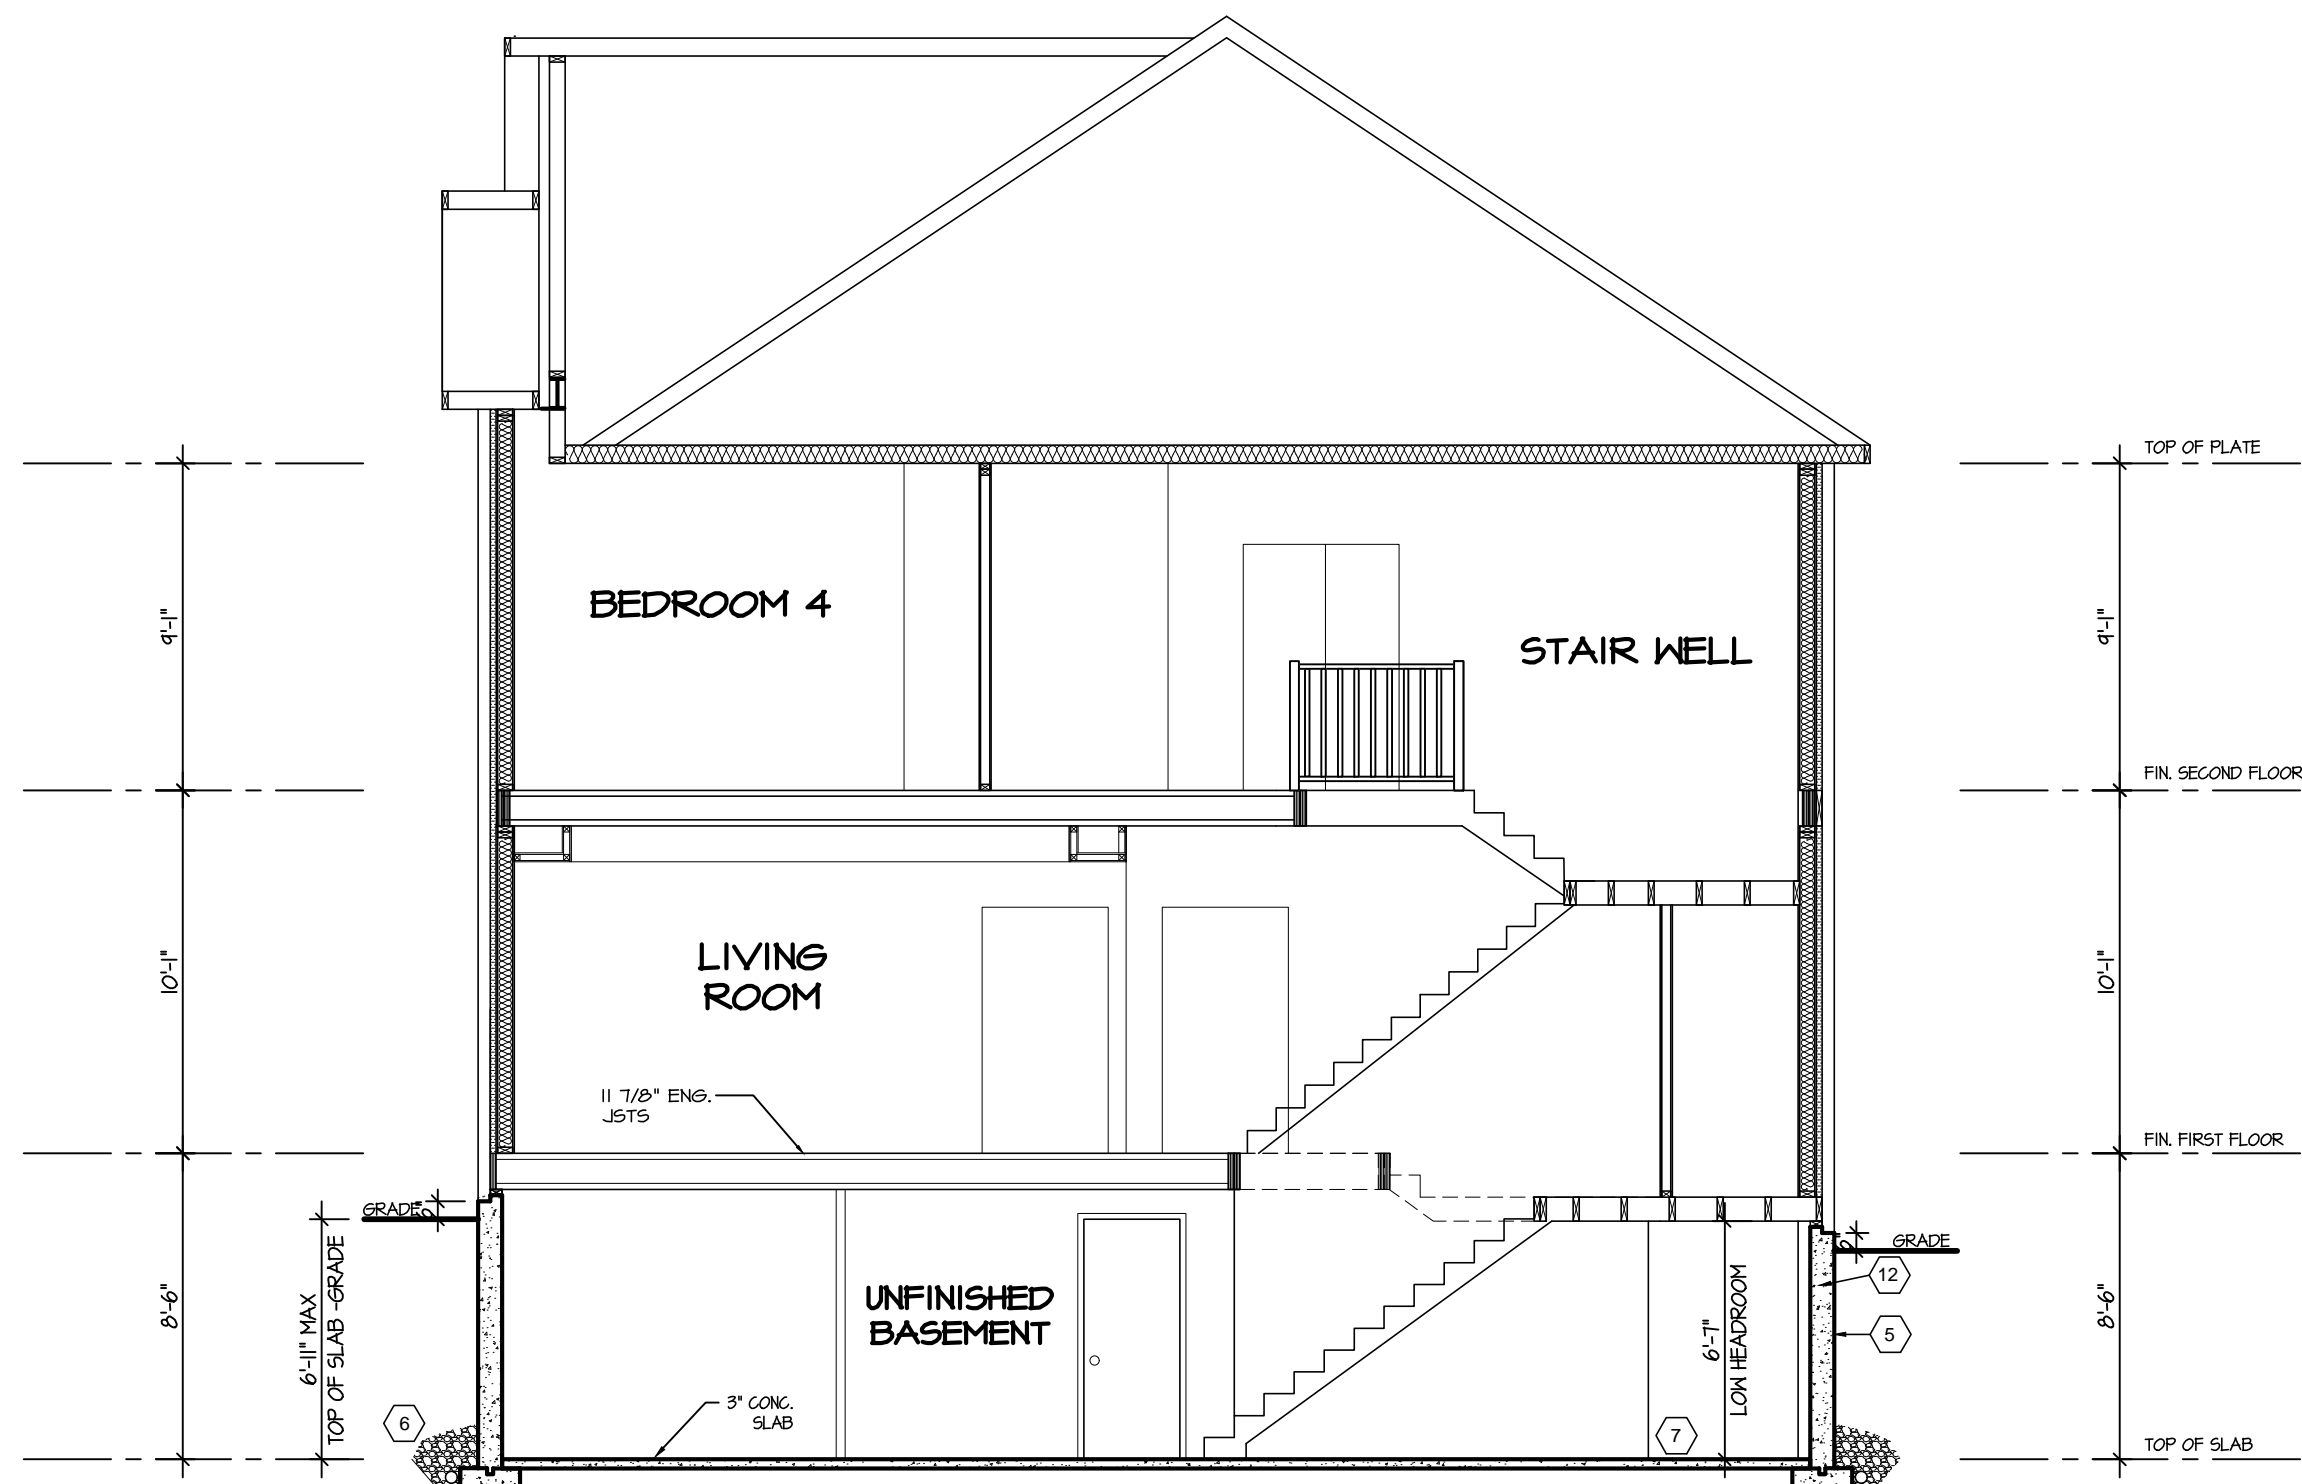 TOP OF PLATE
9'-1"
9'-1"
BEDROOM 4
STAIR WELL
FIN. SECOND FLOOR
10'-1"
10'-1"
LIVING
ROOM
11 7/8" ENG.
JSTS
FIN. FIRST FLOOR
GRADE
GRADE
12
5
8'-6"
6'-11" MAX
TOP OF SLAB -GRADE
UNFINISHED
BASEMENT
6'-7"
LOW HEADROOM
8'-6"
3" CONC.
SLAB
6
7
TOP OF SLAB